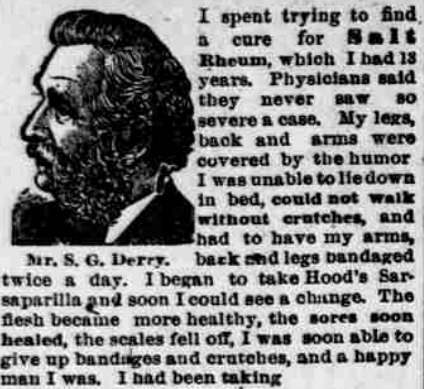 I spent trying to find
a cure for Salt
Rheum, which I had 13
years. Physicians said
they never saw so
severe a case. My legs,
back and arms were
covered by the humor
I was unable to lie down
in bed, could not walk
without crutches, and
had to have my arms,
Mr. S. G. Derry. back and legs bandaged
twice a day. I began to take Hood's Sar-
saparilla and soon I could see a change. The
flesh became more healthy, the sores soon
healed, the scales fell off, I was soon able to
give up bandages and crutches, and a happy
man I was. I had been taking